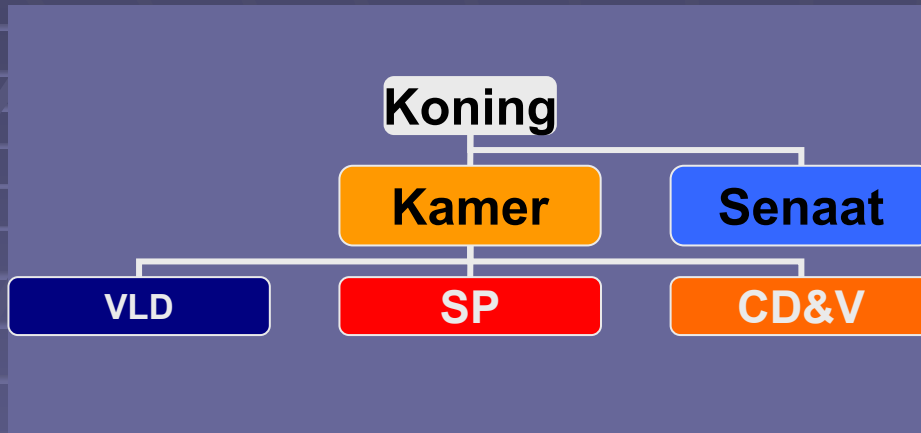 Koning
Kamer
Senaat
VLD
SP
CD&V